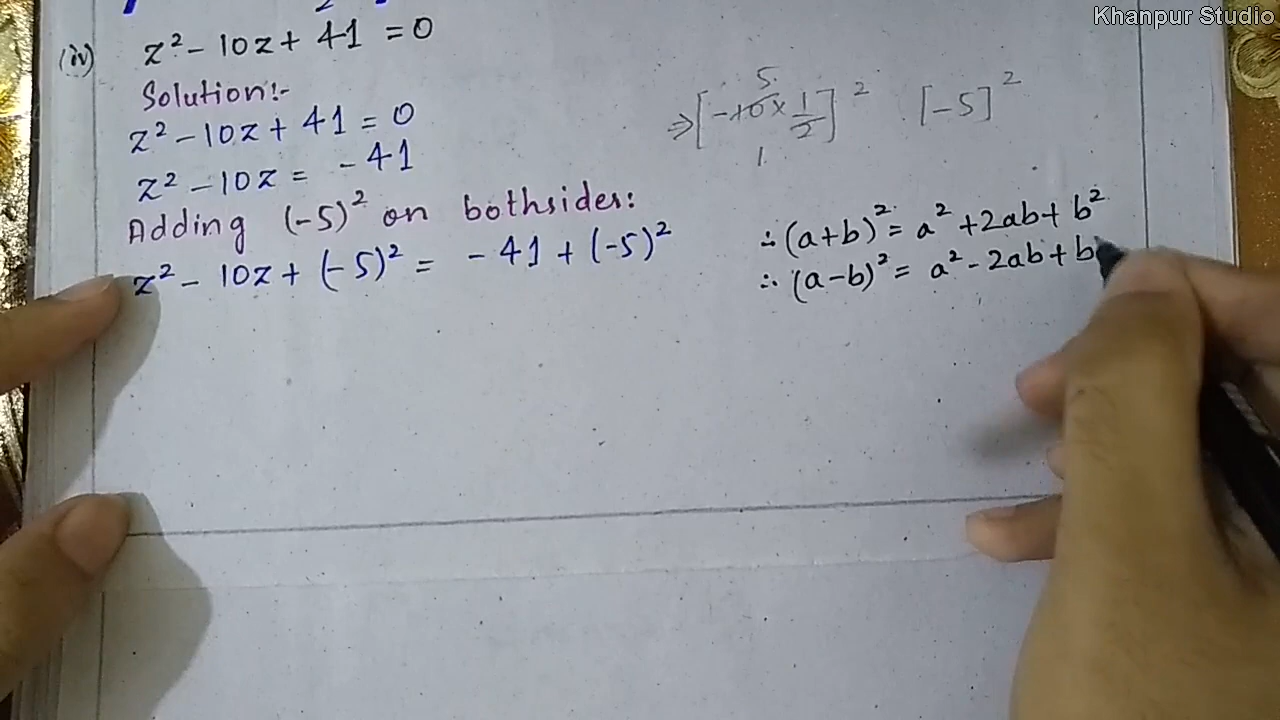 Khanpur Studio
(iv) z² - 10z + 41 = 0
Solution:-
z² - 10z + 41 = 0
z² - 10z = - 41
Adding (-5)² on bothsides:
z² - 10z + (-5)² = - 41 + (-5)²
5
⇒ [-10 × 1/2]² [-5]²
1
∴ (a+b)² = a² + 2ab + b²
∴ (a-b)² = a² - 2ab + b